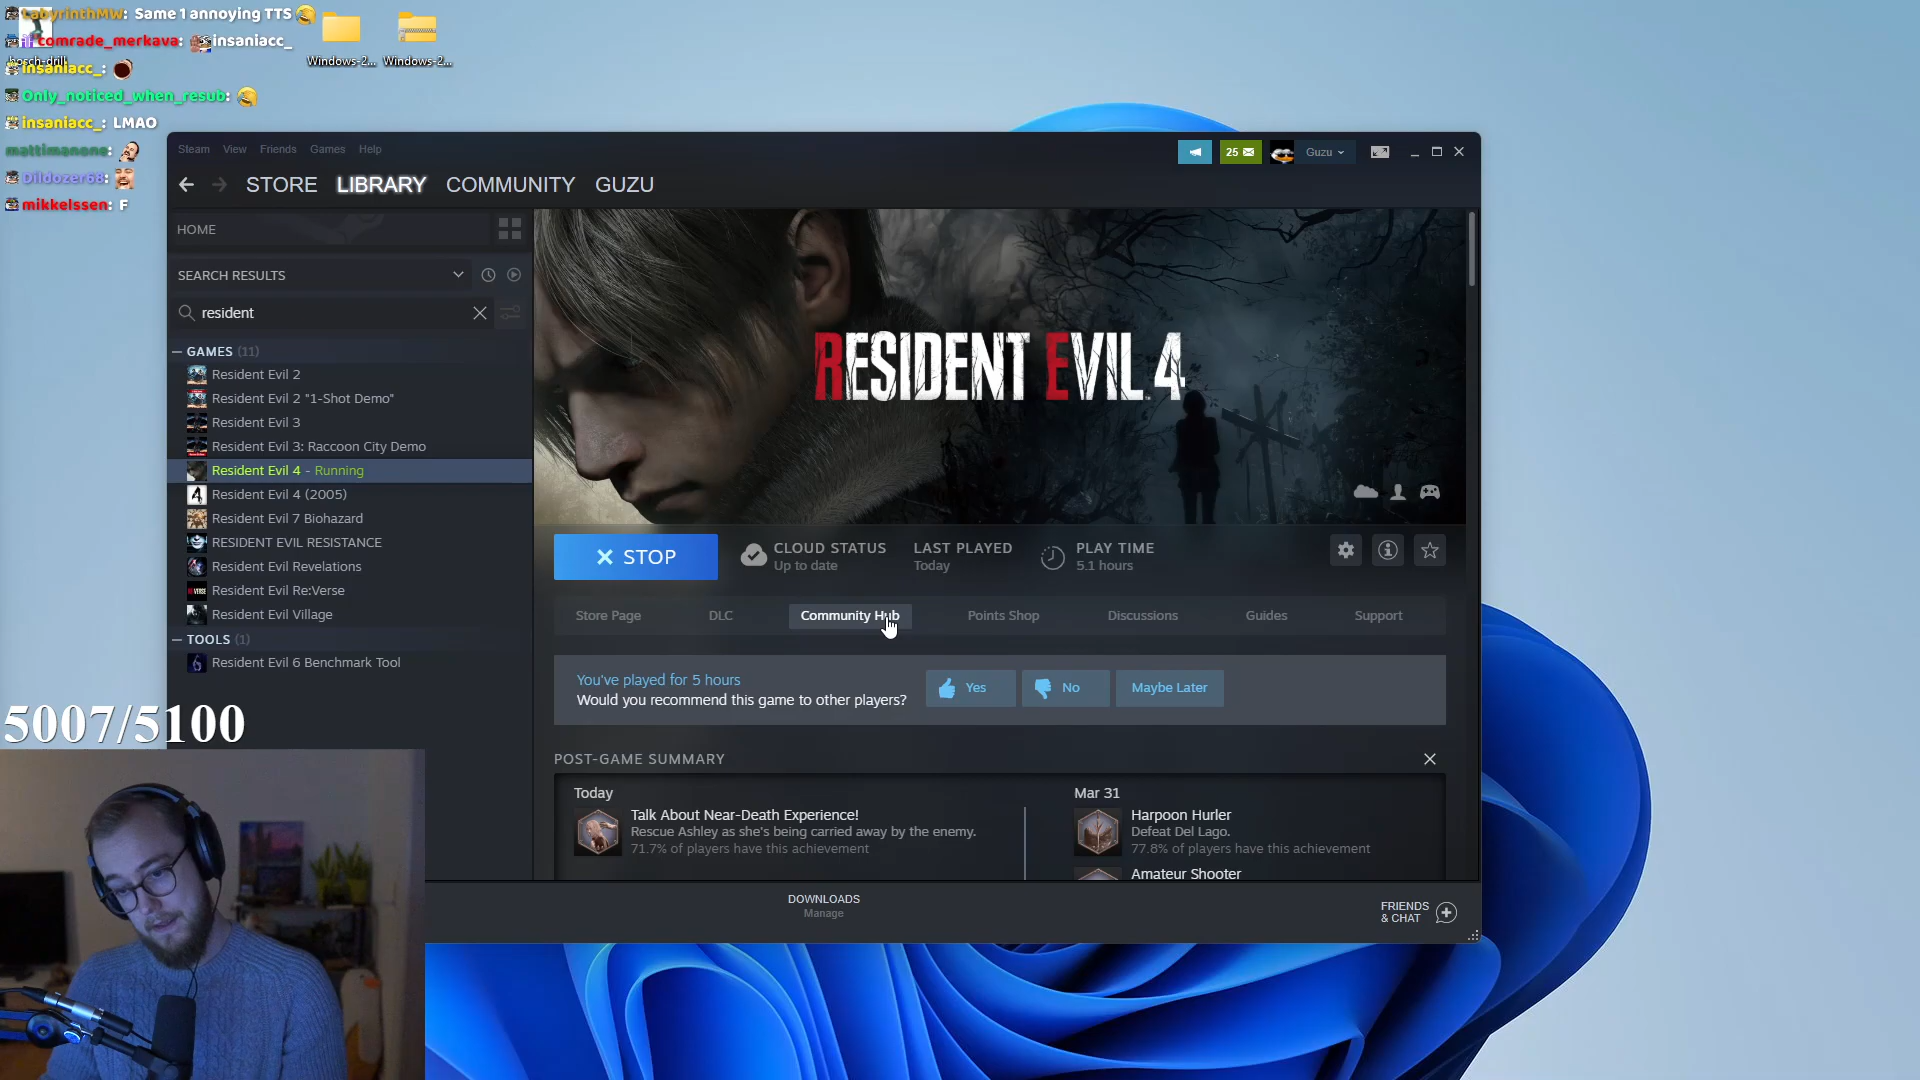 LabyrinthMW: Same 1 annoying TTS
comrade_merkava: insaniacc_
bosch-drill
insaniacc_:
Only_noticed_when_resub:
insaniacc_: LMAO
mattimanone:
Dildozer68:
mikkelssen: F
Windows-2...
Windows-2...
Steam View Friends Games Help
25
Guzu
STORE LIBRARY COMMUNITY GUZU
HOME
SEARCH RESULTS
resident
GAMES (11)
Resident Evil 2
Resident Evil 2 "1-Shot Demo"
Resident Evil 3
Resident Evil 3: Raccoon City Demo
Resident Evil 4 - Running
Resident Evil 4 (2005)
Resident Evil 7 Biohazard
RESIDENT EVIL RESISTANCE
Resident Evil Revelations
Resident Evil Re:Verse
Resident Evil Village
TOOLS (1)
Resident Evil 6 Benchmark Tool
5007/5100
RESIDENT EVIL 4
STOP
CLOUD STATUS
Up to date
LAST PLAYED
Today
PLAY TIME
5.1 hours
Store Page DLC Community Hub Points Shop Discussions Guides Support
You've played for 5 hours
Would you recommend this game to other players?
Yes
No
Maybe Later
POST-GAME SUMMARY
Today
Talk About Near-Death Experience!
Rescue Ashley as she's being carried away by the enemy.
71.7% of players have this achievement
Mar 31
Harpoon Hurler
Defeat Del Lago.
77.8% of players have this achievement
Amateur Shooter
DOWNLOADS
Manage
FRIENDS
& CHAT